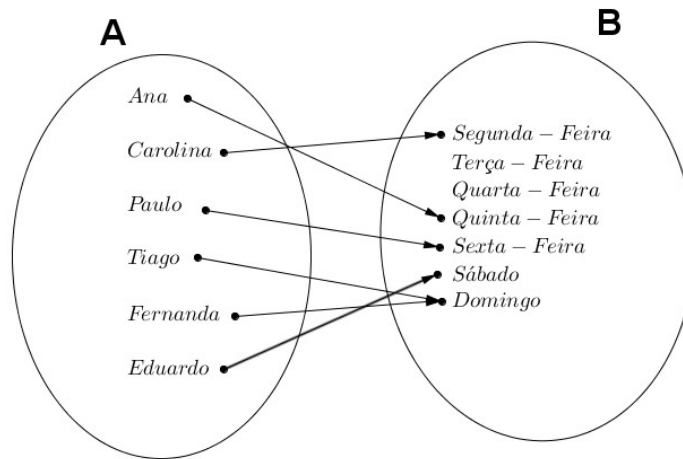 A
B
Ana
Carolina
Paulo
Tiago
Fernanda
Eduardo
Segunda – Feira
Terça – Feira
Quarta – Feira
Quinta – Feira
Sexta – Feira
Sábado
Domingo